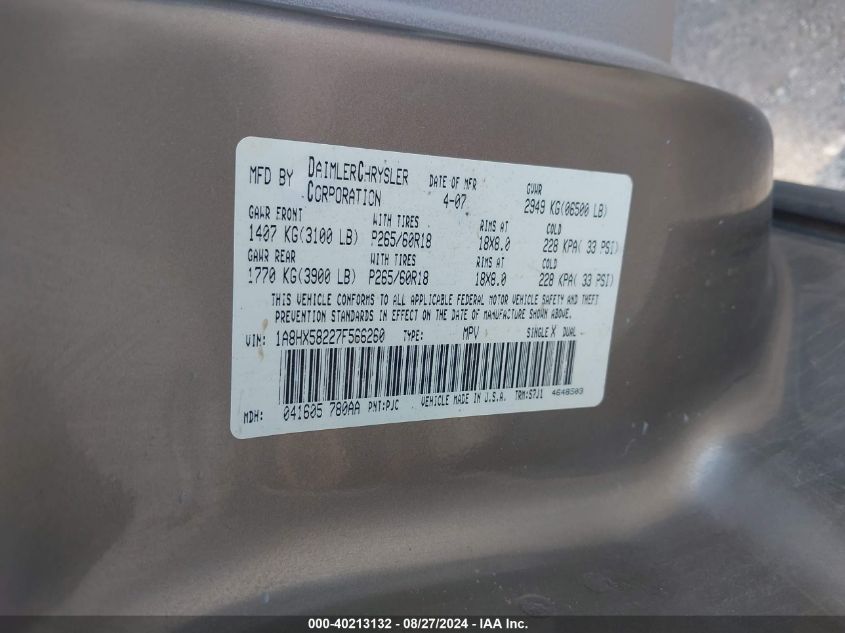 MFD BY DAIMLERCHRYSLER CORPORATION DATE OF MFR 4-07 GVWR 2949 KG(06500 LB)
GAWR FRONT WITH TIRES RIMS AT COLD
1407 KG(3100 LB) P265/60R18 18X8.0 228 KPA( 33 PSI)
GAWR REAR WITH TIRES RIMS AT COLD
1770 KG(3900 LB) P265/60R18 18X8.0 228 KPA( 33 PSI)
THIS VEHICLE CONFORMS TO ALL APPLICABLE FEDERAL MOTOR VEHICLE SAFETY AND THEFT
PREVENTION STANDARDS IN EFFECT ON THE DATE OF MANUFACTURE SHOWN ABOVE.
VIN: 1A8HX58227F566260 TYPE: MPV SINGLE X DUAL
MDH: 041605 780AA PNT:PJC VEHICLE MADE IN U.S.A. TRM:S7J1 4648503
000-40213132 - 08/27/2024 - IAA Inc.